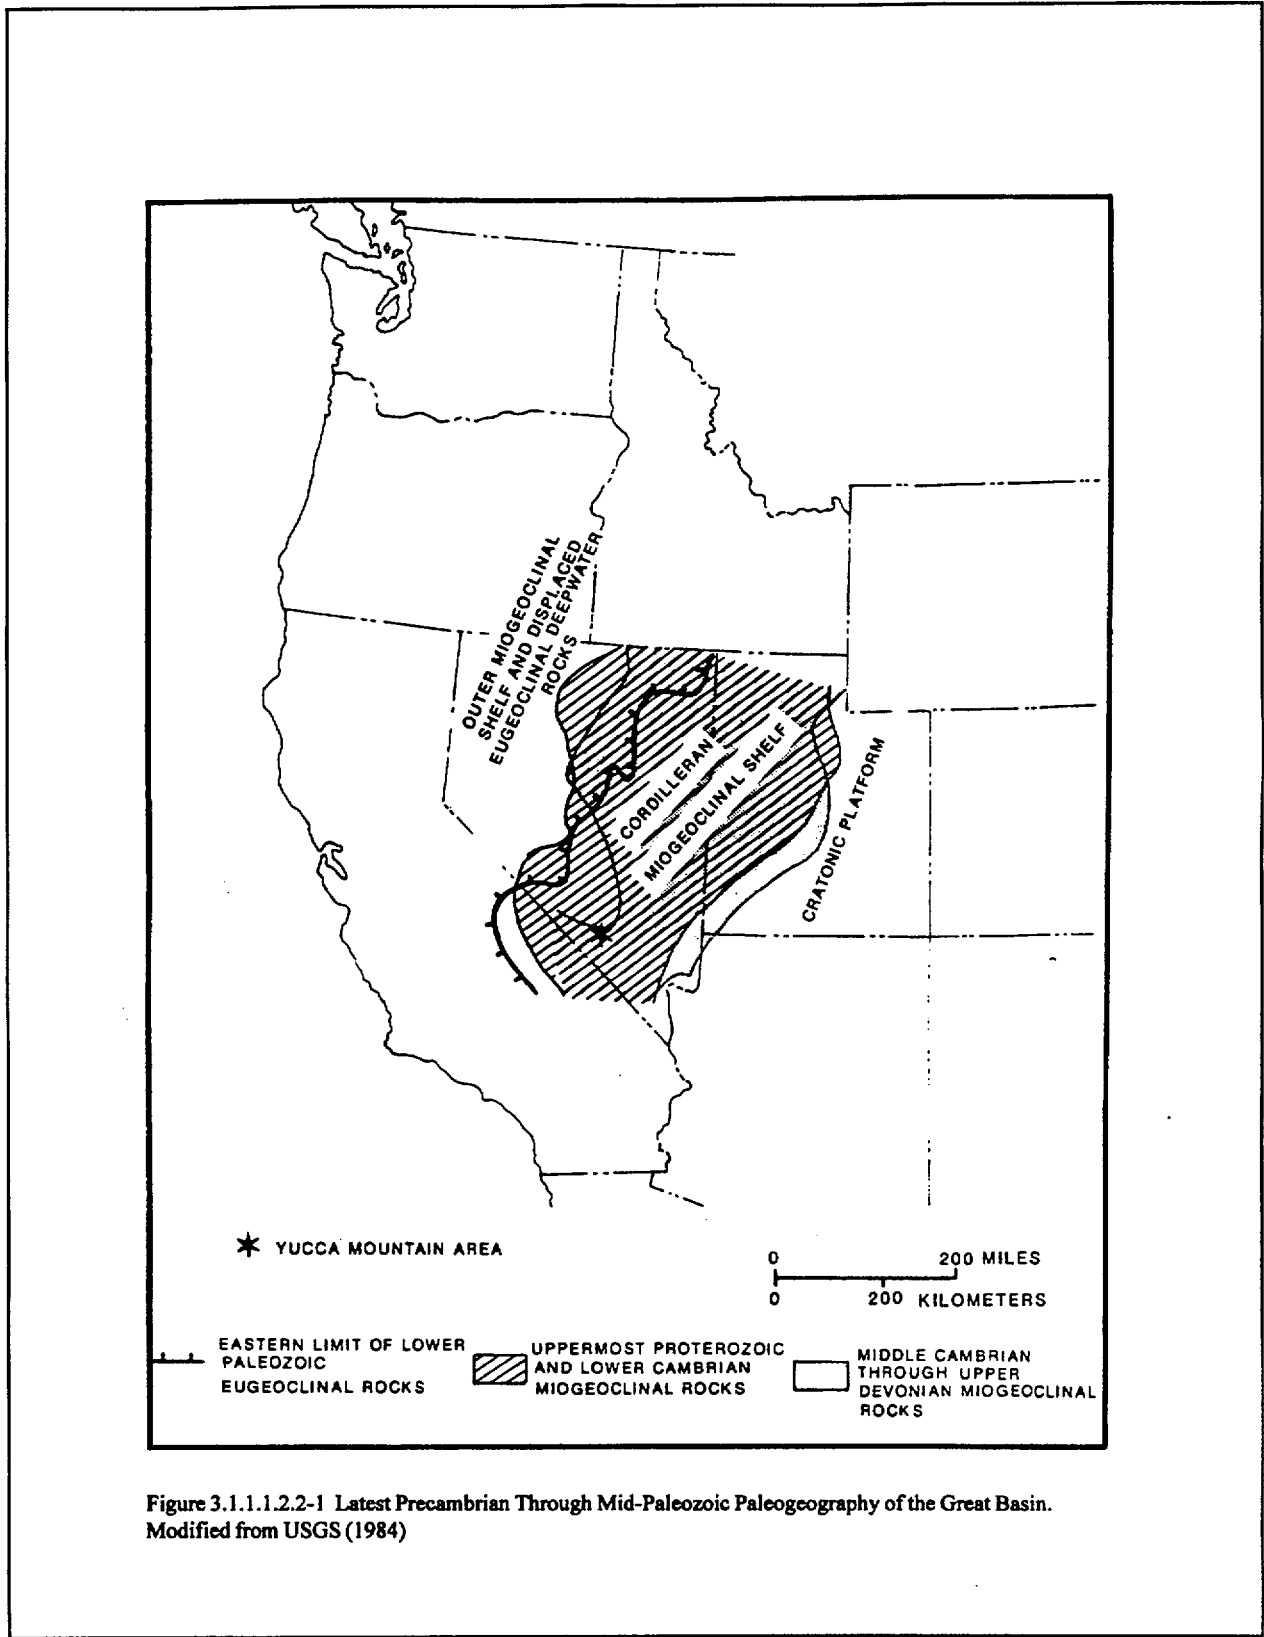 OUTER MIOGEOCLINAL
SHELF AND DISPLACED
EUGEOCLINAL DEEPWATER
ROCKS
CORDILLERAN
MIOGEOCLINAL SHELF
CRATONIC PLATFORM
YUCCA MOUNTAIN AREA
0 200 MILES
0 200 KILOMETERS
EASTERN LIMIT OF LOWER
PALEOZOIC
EUGEOCLINAL ROCKS
UPPERMOST PROTEROZOIC
AND LOWER CAMBRIAN
MIOGEOCLINAL ROCKS
MIDDLE CAMBRIAN
THROUGH UPPER
DEVONIAN MIOGEOCLINAL
ROCKS
Figure 3.1.1.1.2.2-1 Latest Precambrian Through Mid-Paleozoic Paleogeography of the Great Basin.
Modified from USGS (1984)